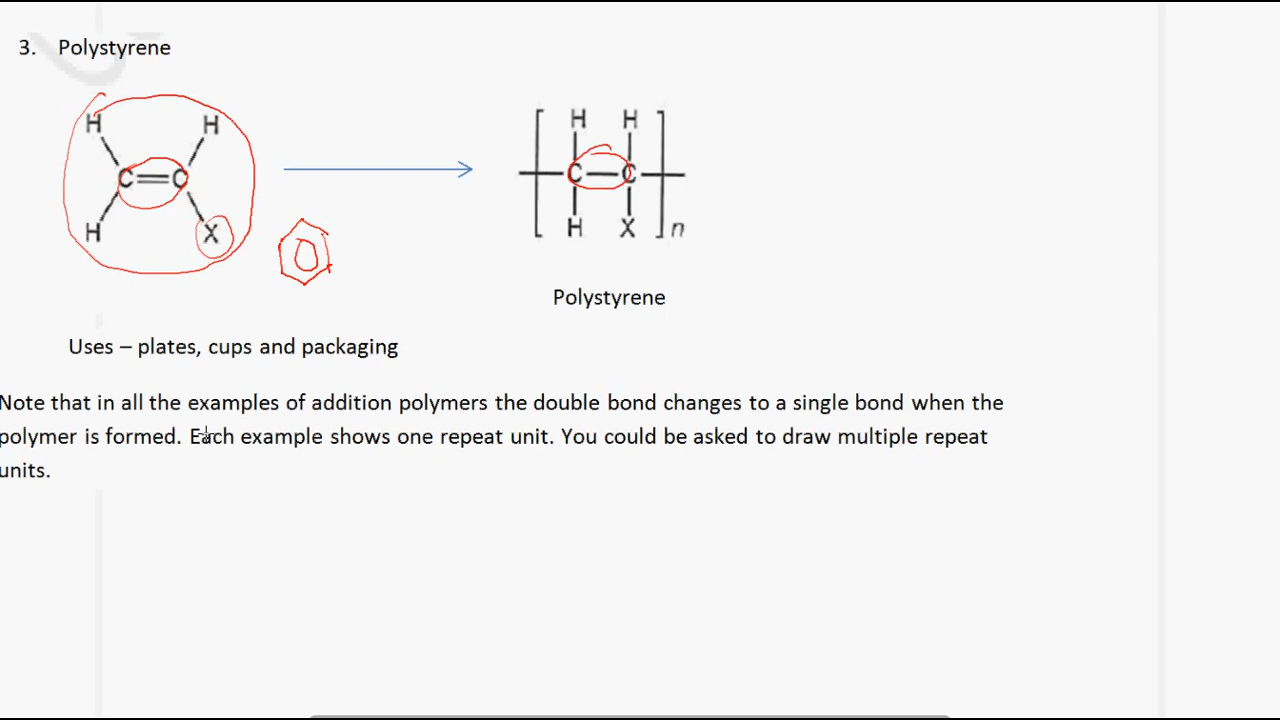 3. Polystyrene
H H H H
C=C C—C
H X H X n
Polystyrene
Uses – plates, cups and packaging
Note that in all the examples of addition polymers the double bond changes to a single bond when the
polymer is formed. Each example shows one repeat unit. You could be asked to draw multiple repeat
units.